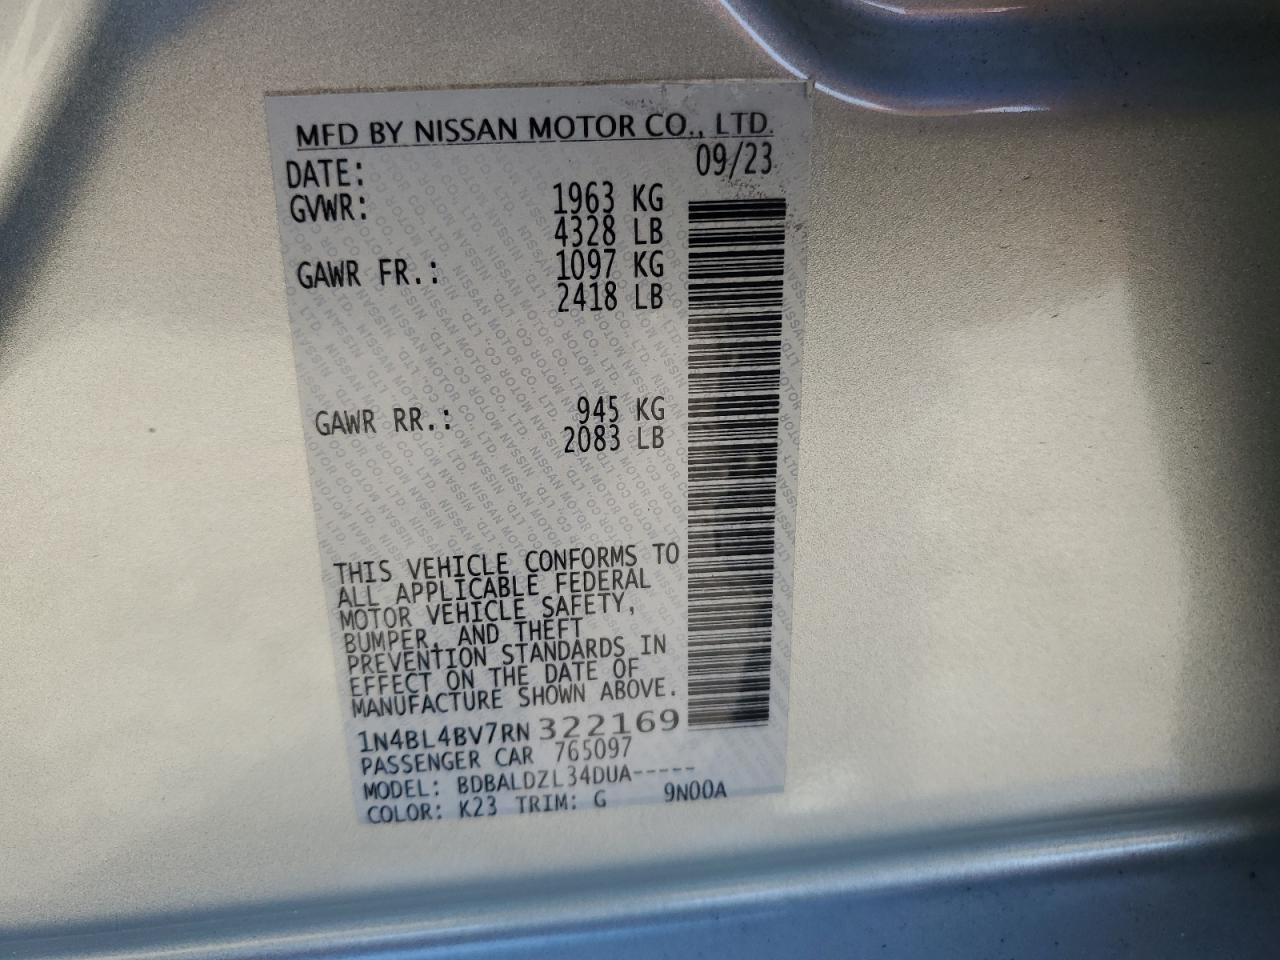 MFD BY NISSAN MOTOR CO., LTD.
DATE: 09/23
GVWR: 1963 KG
4328 LB
GAWR FR.: 1097 KG
2418 LB
GAWR RR.: 945 KG
2083 LB
THIS VEHICLE CONFORMS TO
ALL APPLICABLE FEDERAL
MOTOR VEHICLE SAFETY,
BUMPER, AND THEFT
PREVENTION STANDARDS IN
EFFECT ON THE DATE OF
MANUFACTURE SHOWN ABOVE.
1N4BL4BV7RN322169
PASSENGER CAR 765097
MODEL: BDBALDZL34DUA-----
COLOR: K23 TRIM: G 9N00A